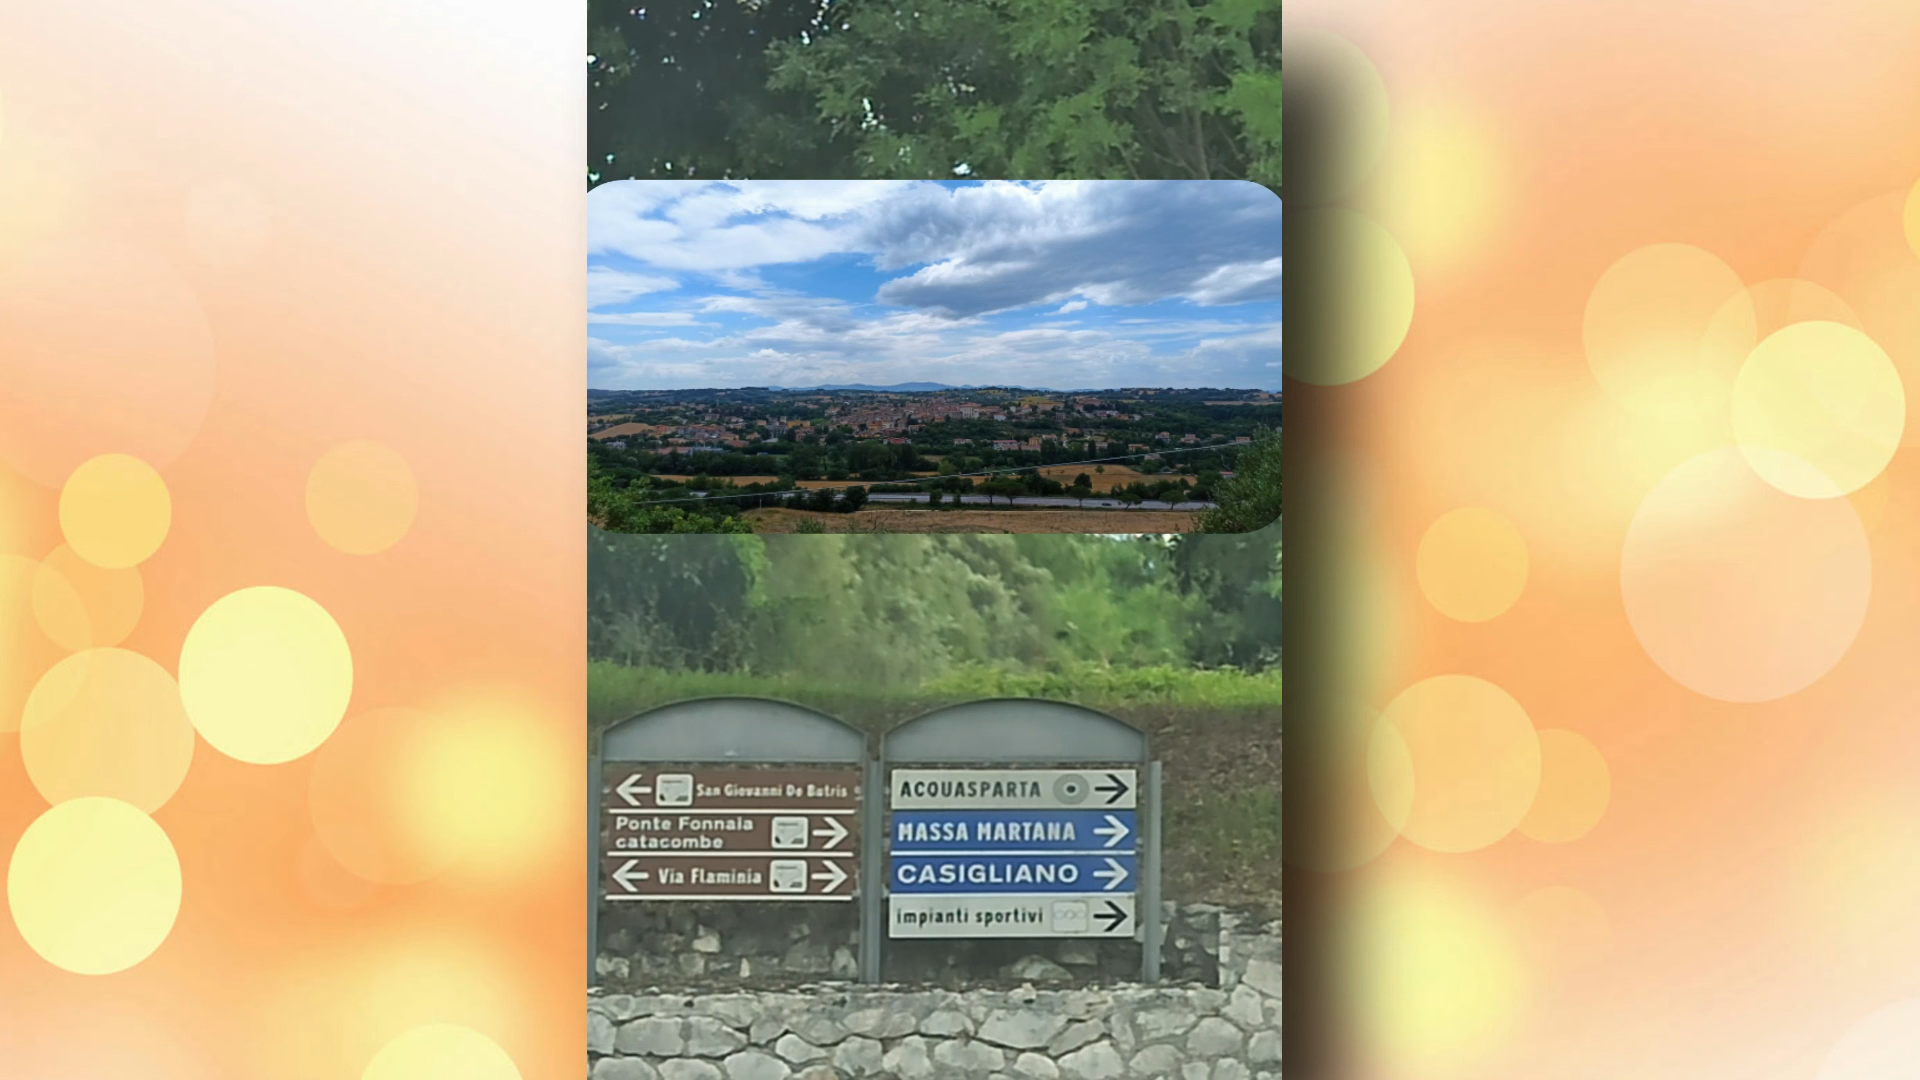 San Giovanni De Butris
Ponte Fonnaia
catacombe
Via Flaminia
ACQUASPARTA
MASSA MARTANA
CASIGLIANO
impianti sportivi